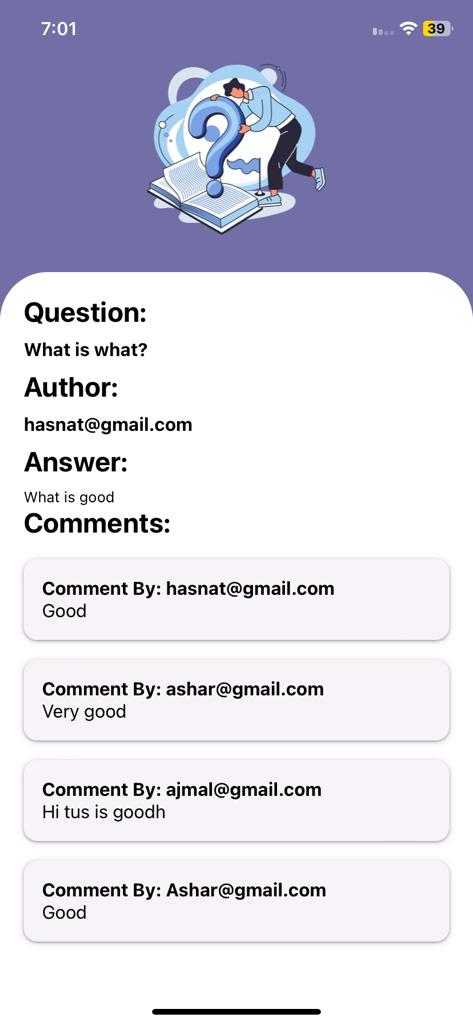 7:01
39
Question:
What is what?
Author:
hasnat@gmail.com
Answer:
What is good
Comments:
Comment By: hasnat@gmail.com
Good
Comment By: ashar@gmail.com
Very good
Comment By: ajmal@gmail.com
Hi tus is goodh
Comment By: Ashar@gmail.com
Good